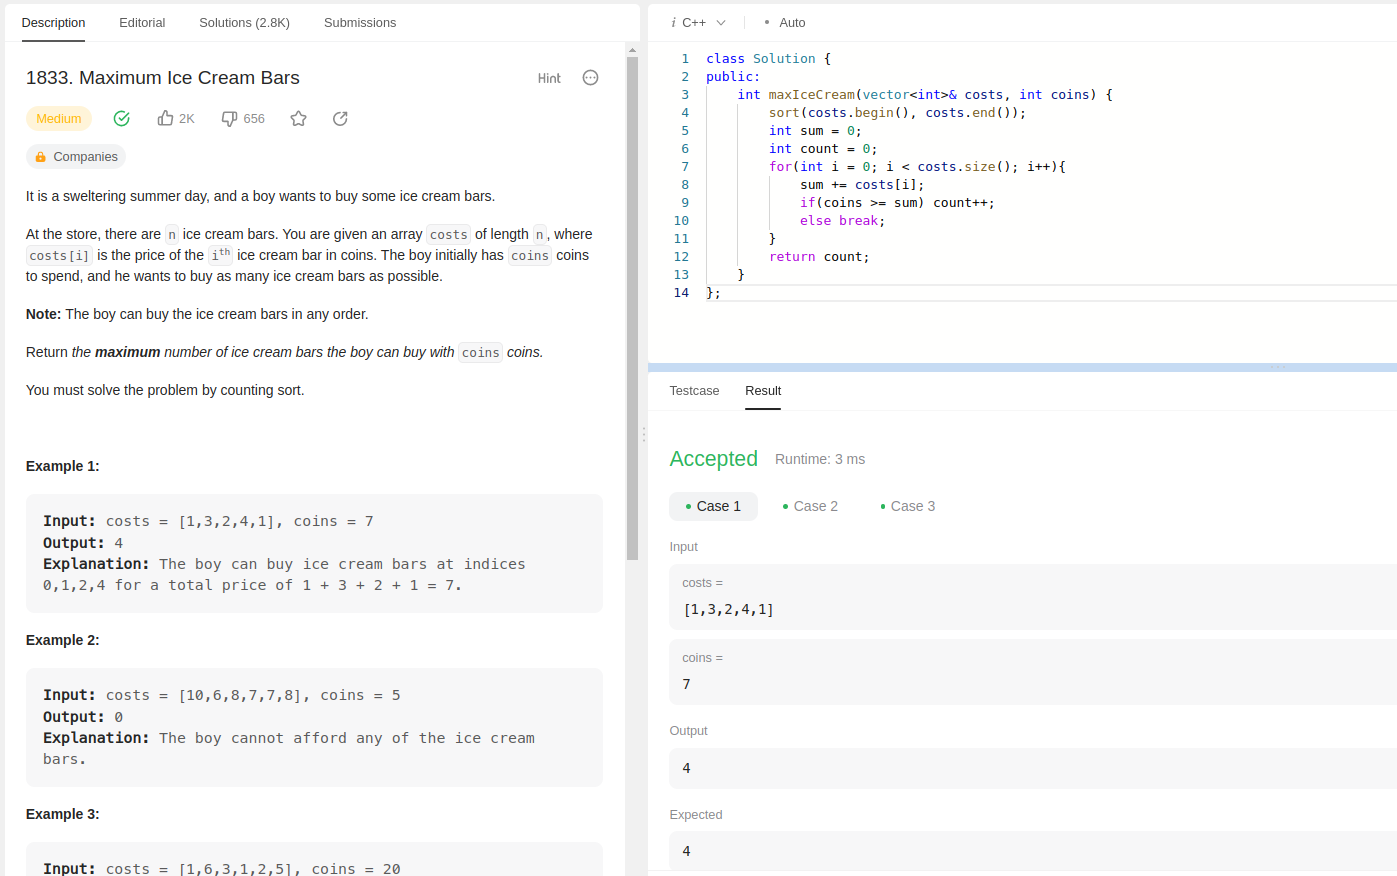 Description Editorial Solutions (2.8K) Submissions
1833. Maximum Ice Cream Bars
Hint
Medium 2K 656
Companies
It is a sweltering summer day, and a boy wants to buy some ice cream bars.
At the store, there are n ice cream bars. You are given an array costs of length n, where
costs[i] is the price of the ith ice cream bar in coins. The boy initially has coins coins
to spend, and he wants to buy as many ice cream bars as possible.
Note: The boy can buy the ice cream bars in any order.
Return the maximum number of ice cream bars the boy can buy with coins coins.
You must solve the problem by counting sort.
Example 1:
Input: costs = [1,3,2,4,1], coins = 7
Output: 4
Explanation: The boy can buy ice cream bars at indices
0,1,2,4 for a total price of 1 + 3 + 2 + 1 = 7.
Example 2:
Input: costs = [10,6,8,7,7,8], coins = 5
Output: 0
Explanation: The boy cannot afford any of the ice cream
bars.
Example 3:
Input: costs = [1,6,3,1,2,5], coins = 20
i C++ • Auto
1 class Solution {
2 public:
3 int maxIceCream(vector<int>& costs, int coins) {
4 sort(costs.begin(), costs.end());
5 int sum = 0;
6 int count = 0;
7 for(int i = 0; i < costs.size(); i++){
8 sum += costs[i];
9 if(coins >= sum) count++;
10 else break;
11 }
12 return count;
13 }
14 };
Testcase Result
Accepted Runtime: 3 ms
• Case 1 • Case 2 • Case 3
Input
costs =
[1,3,2,4,1]
coins =
7
Output
4
Expected
4